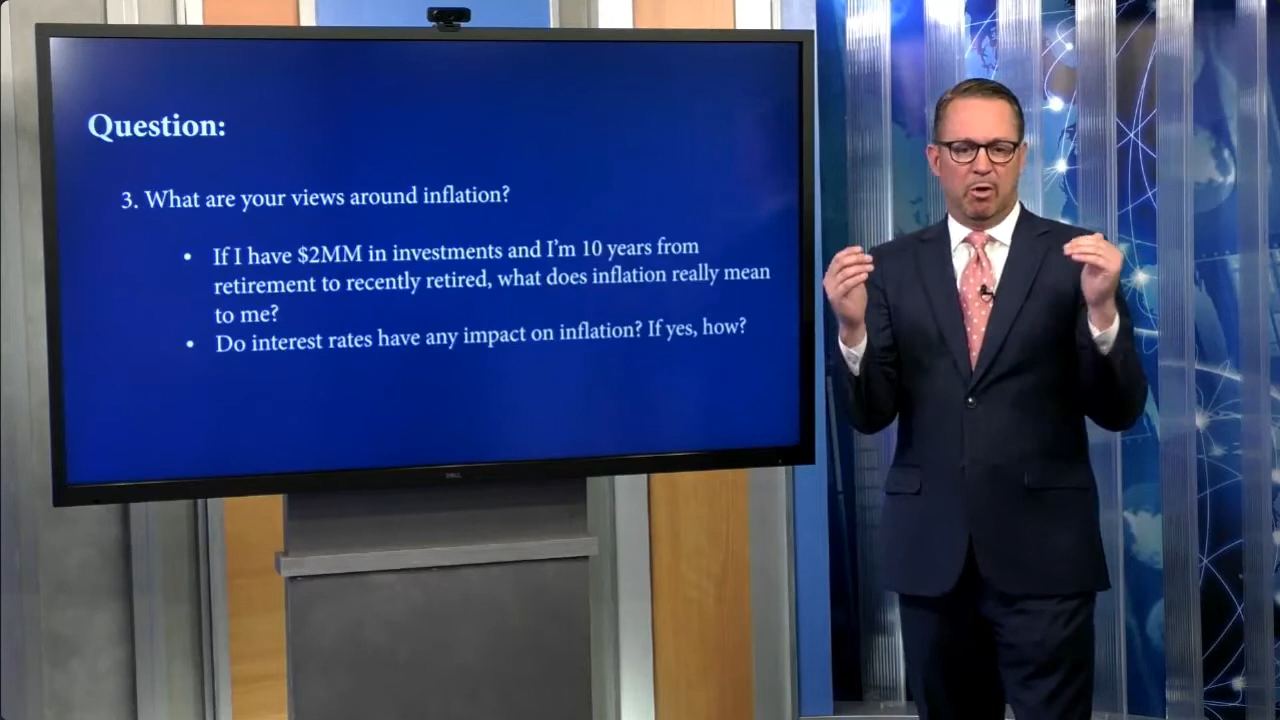 Question:
3. What are your views around inflation?
• If I have $2MM in investments and I'm 10 years from
retirement to recently retired, what does inflation really mean
to me?
• Do interest rates have any impact on inflation? If yes, how?
DELL